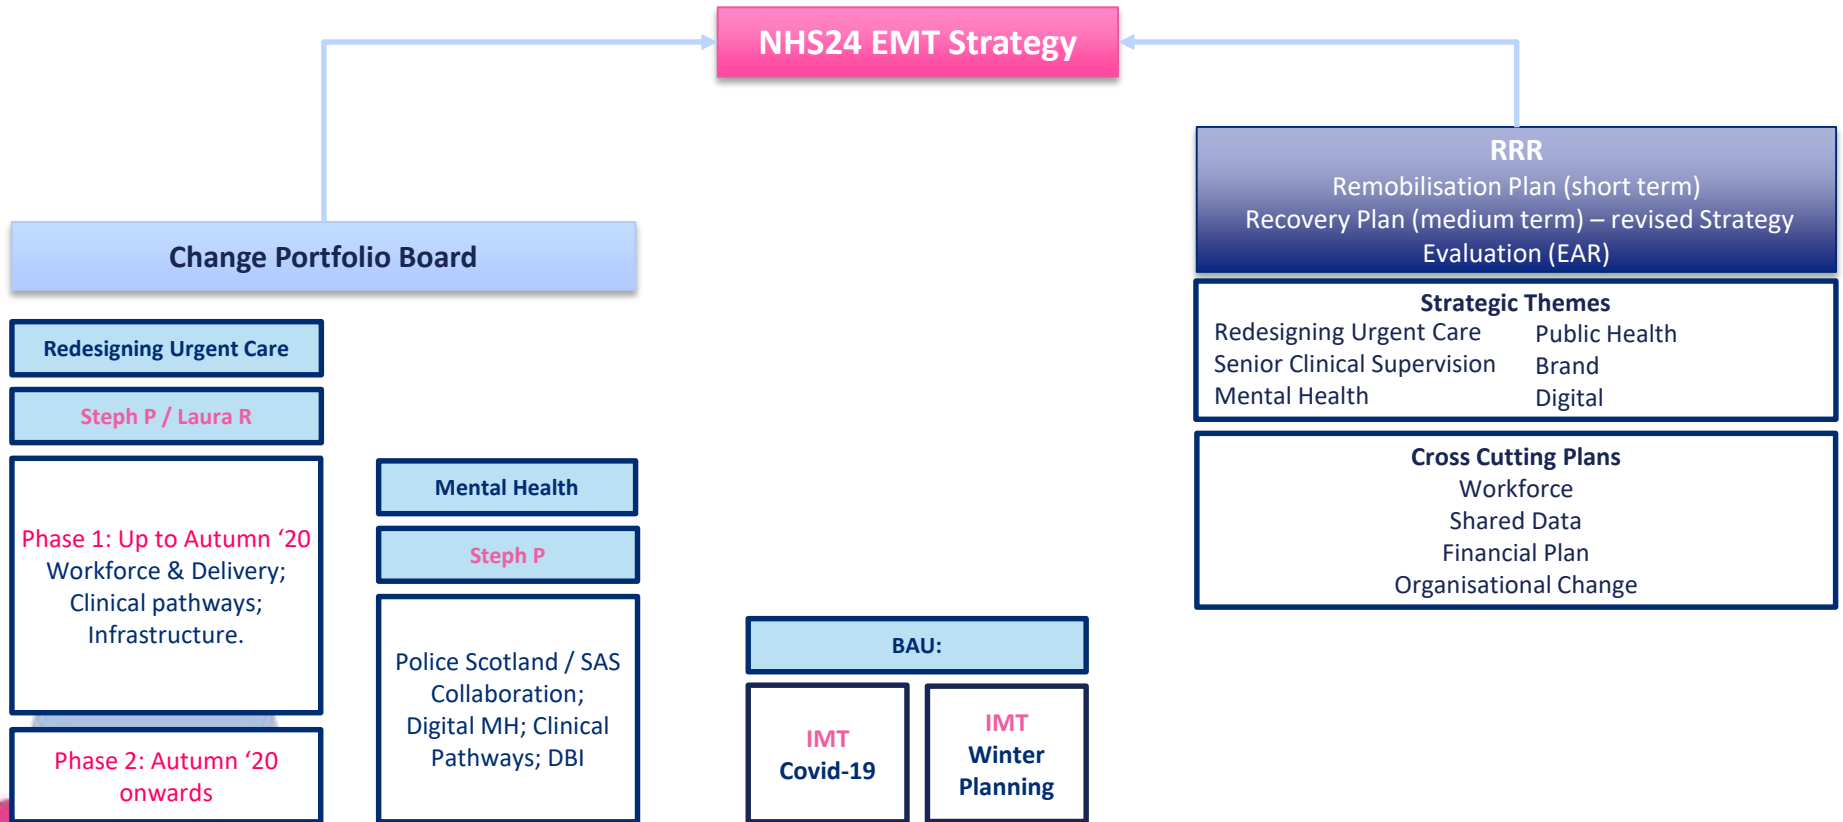 NHS24 EMT Strategy
Change Portfolio Board
Redesigning Urgent Care
Steph P / Laura R
Phase 1: Up to Autumn ‘20
Workforce & Delivery;
Clinical pathways;
Infrastructure.
Phase 2: Autumn ‘20
onwards
Mental Health
Steph P
Police Scotland / SAS
Collaboration;
Digital MH; Clinical
Pathways; DBI
BAU:
IMT
Covid-19
IMT
Winter
Planning
RRR
Remobilisation Plan (short term)
Recovery Plan (medium term) – revised Strategy
Evaluation (EAR)
Strategic Themes
Redesigning Urgent Care
Senior Clinical Supervision
Mental Health
Public Health
Brand
Digital
Cross Cutting Plans
Workforce
Shared Data
Financial Plan
Organisational Change